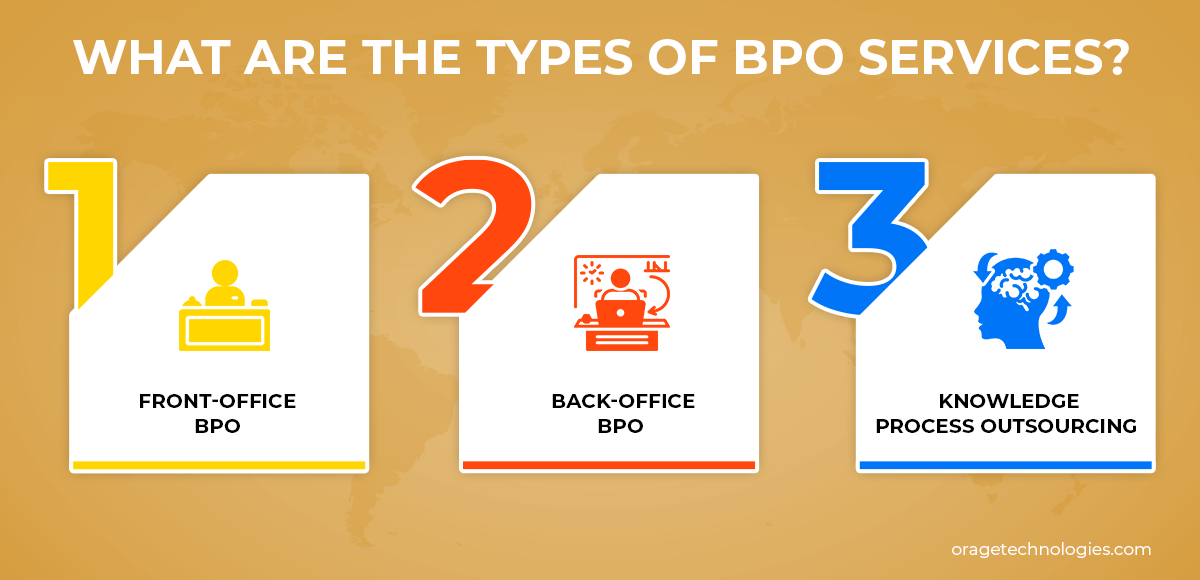 WHAT ARE THE TYPES OF BPO SERVICES?
1
FRONT-OFFICE
BPO
2
BACK-OFFICE
BPO
3
KNOWLEDGE
PROCESS OUTSOURCING
oragetechnologies.com